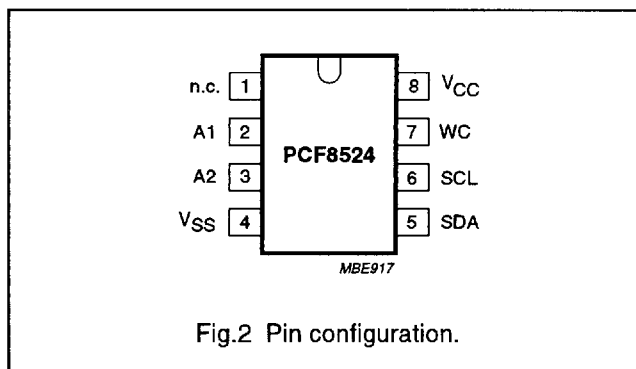 n.c. 1 8 VCC
A1 2 7 WC
PCF8524
A2 3 6 SCL
VSS 4 5 SDA
MBE917
Fig.2 Pin configuration.